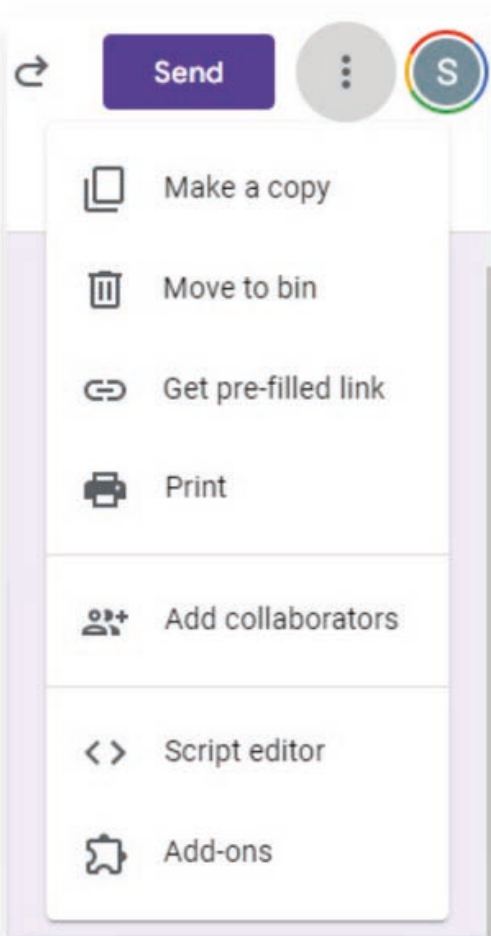 Send
S
Make a copy
Move to bin
Get pre-filled link
Print
Add collaborators
Script editor
Add-ons